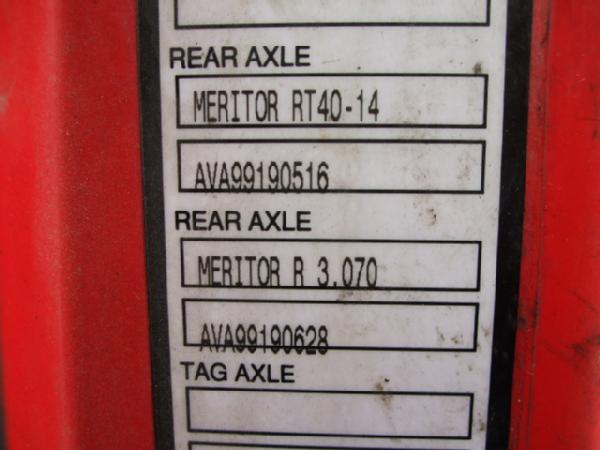 REAR AXLE
MERITOR RT40-14
AVA99190516
REAR AXLE
MERITOR R 3.070
AVA99190628
TAG AXLE